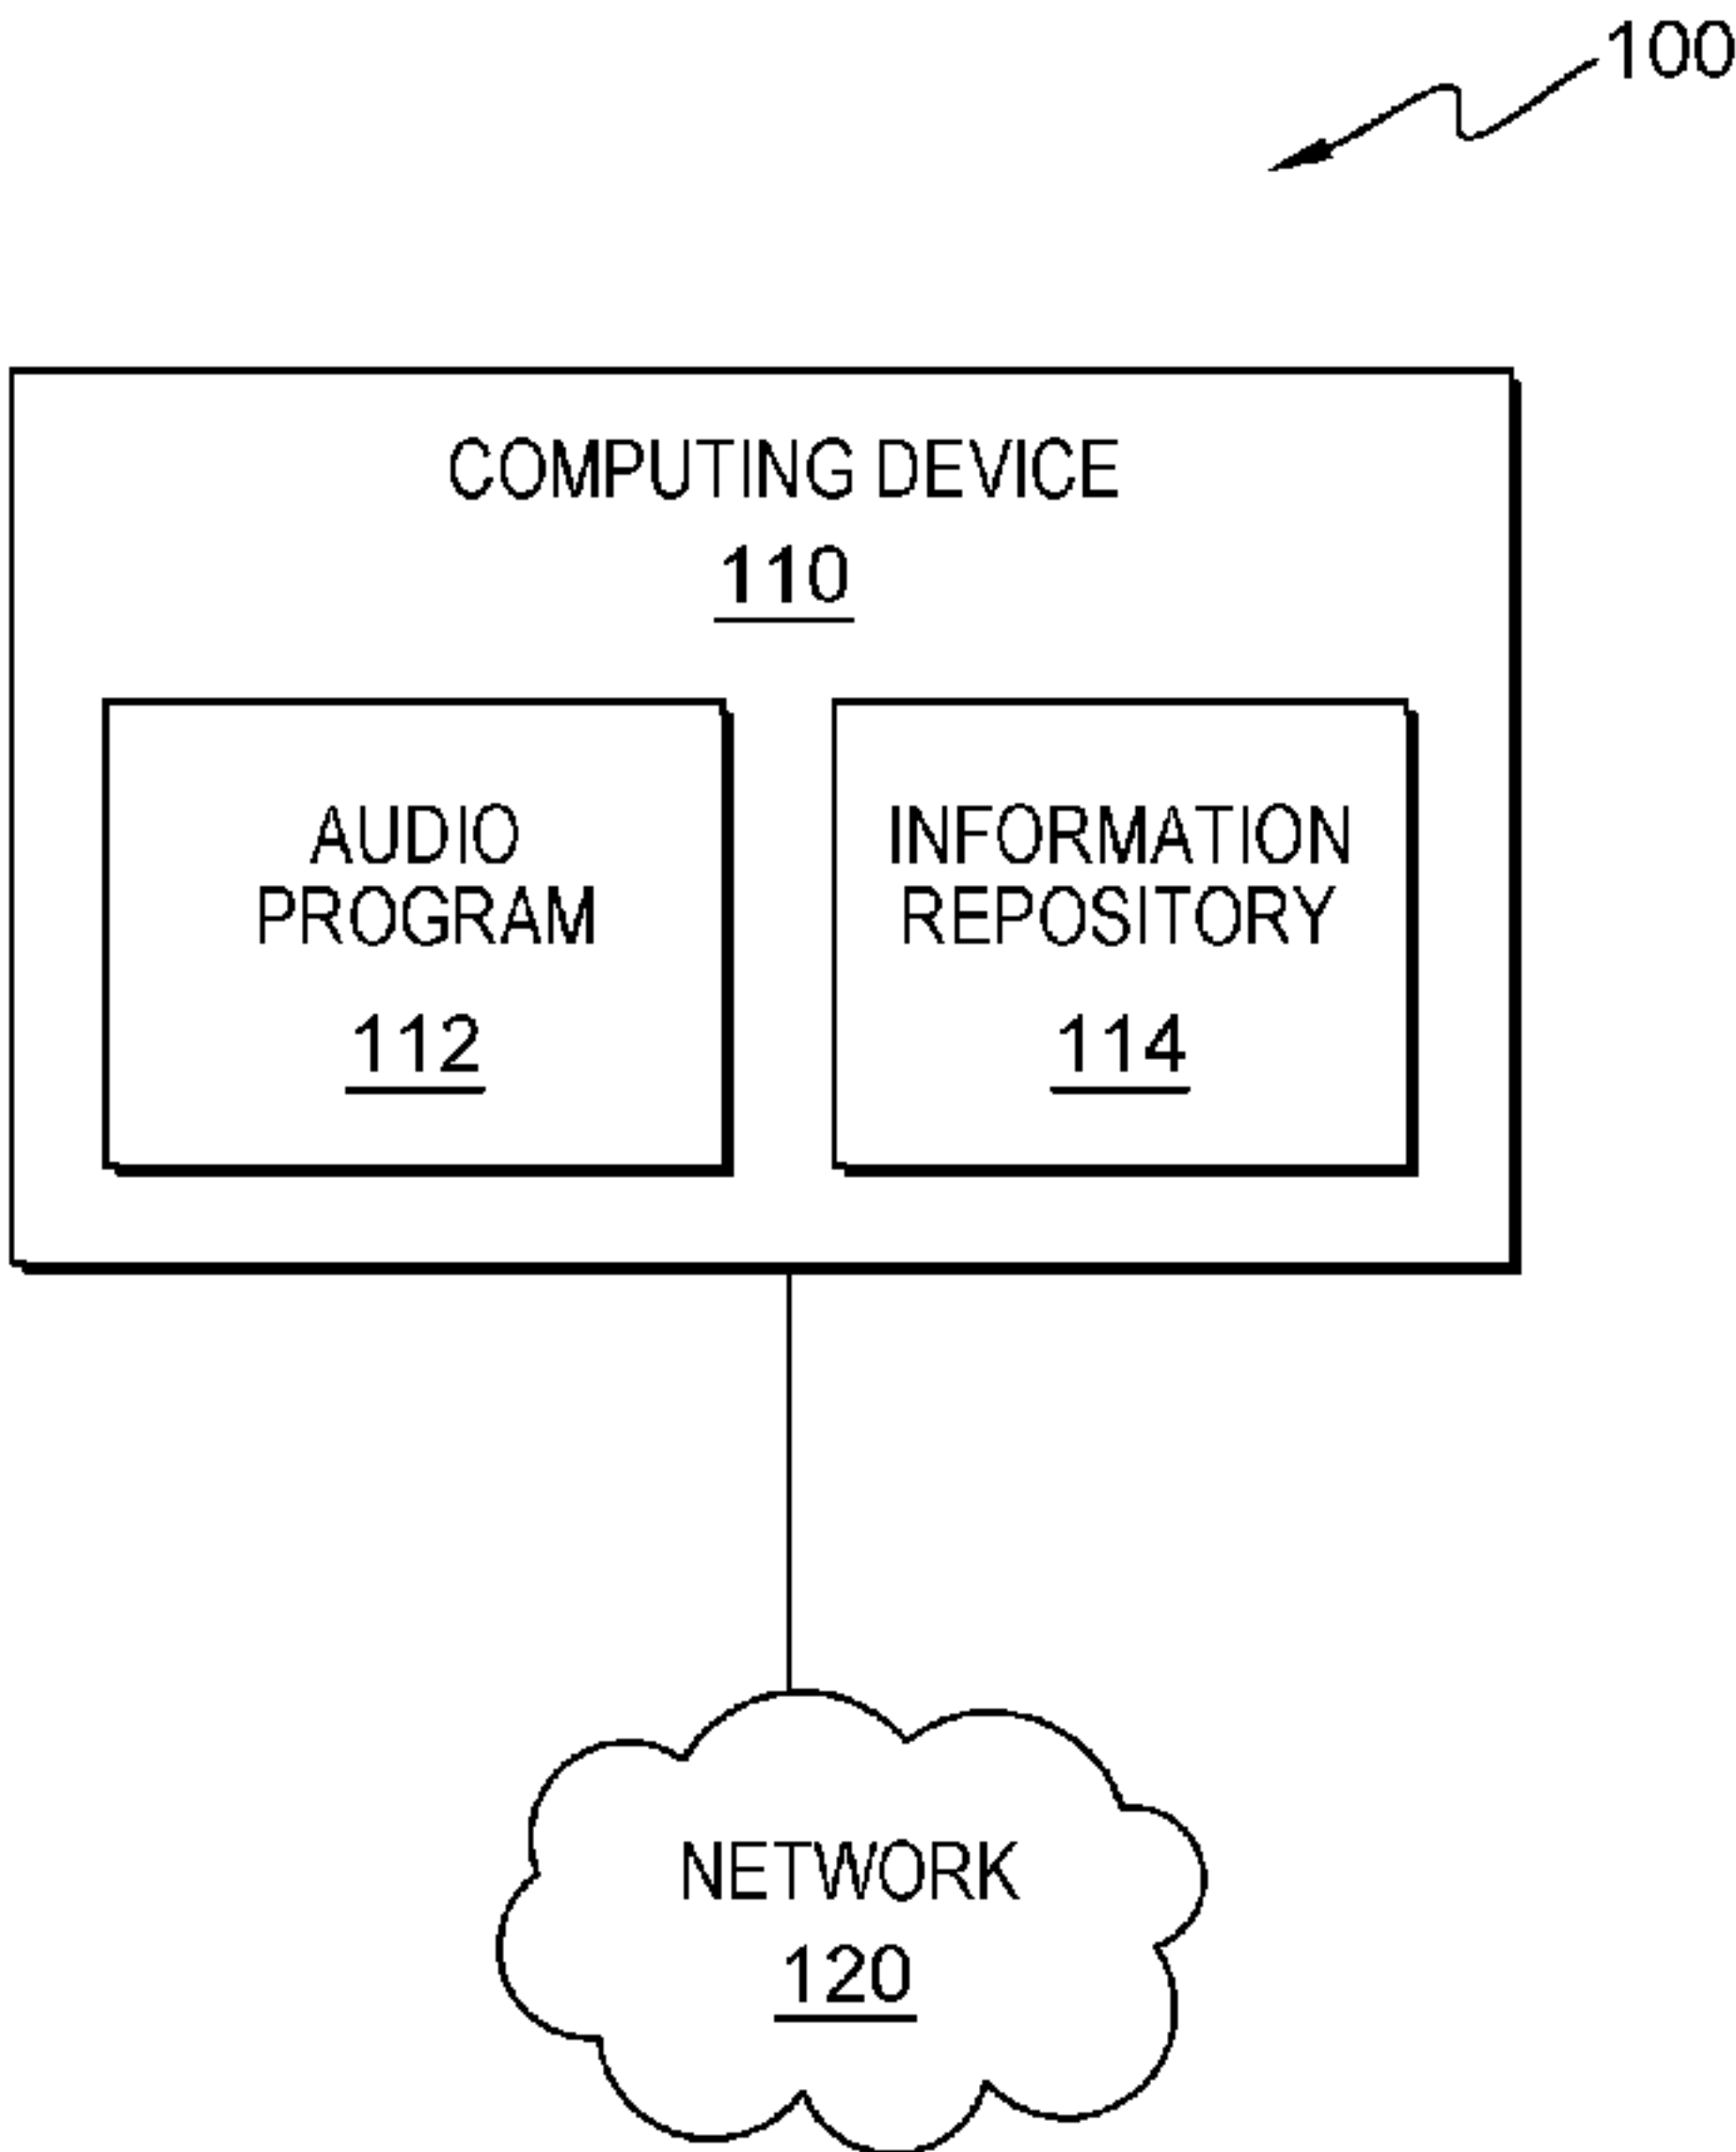 100
COMPUTING DEVICE
110
AUDIO
PROGRAM
112
INFORMATION
REPOSITORY
114
NETWORK
120